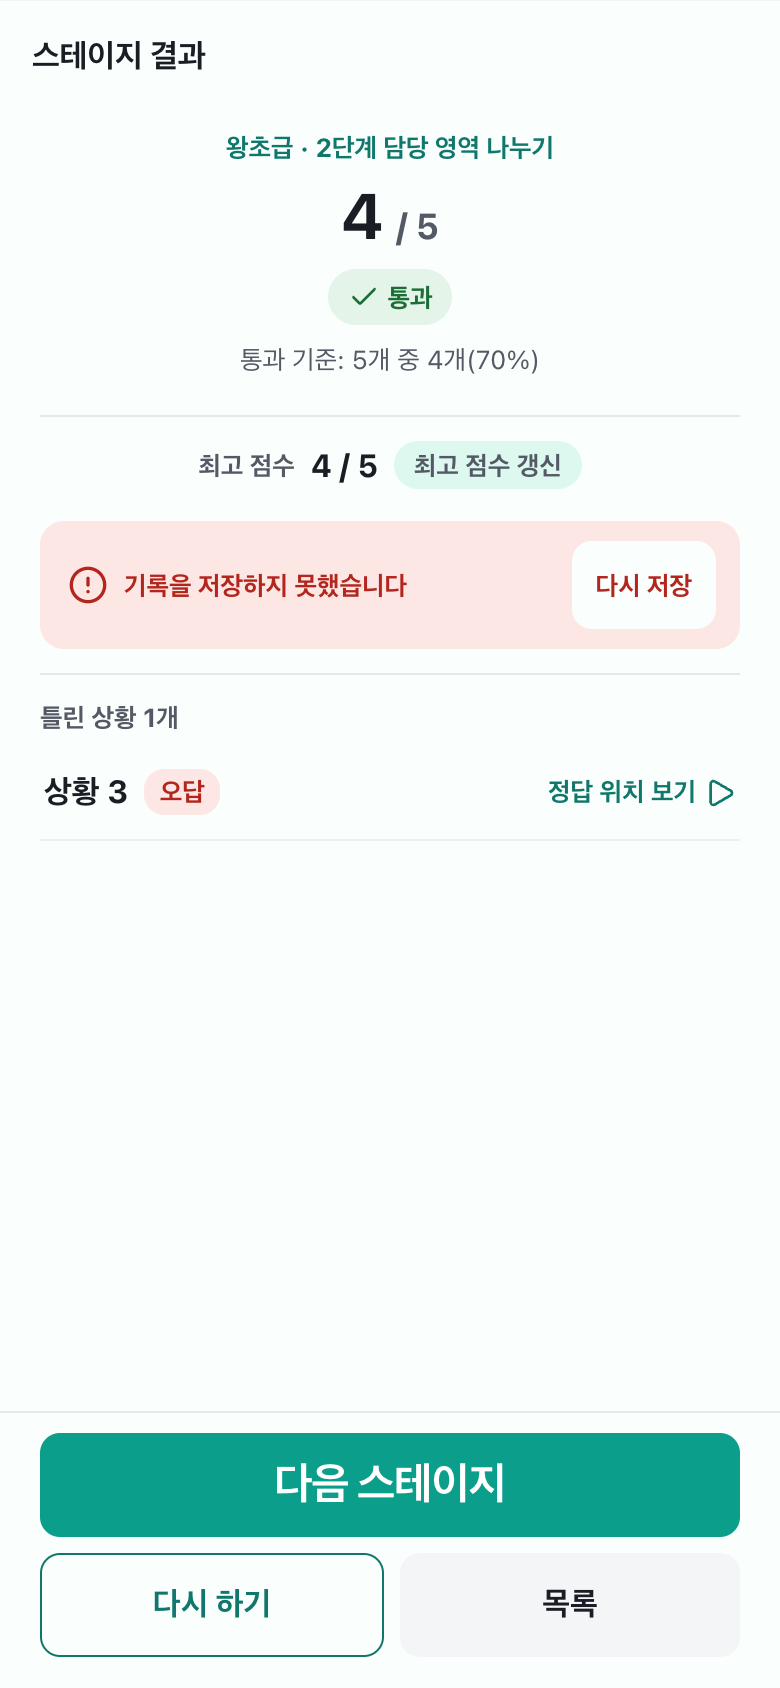 스테이지 결과
왕초급 · 2단계 담당 영역 나누기
4 / 5
통과
통과 기준: 5개 중 4개(70%)
최고 점수 4 / 5 최고 점수 갱신
기록을 저장하지 못했습니다 다시 저장
틀린 상황 1개
상황 3 오답 정답 위치 보기
다음 스테이지
다시 하기 목록